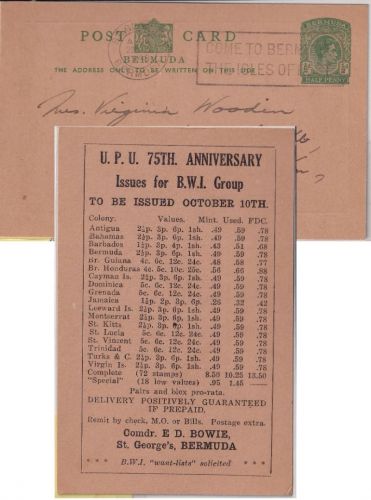 POST CARD
BERMUDA
THE ADDRESS ONLY TO BE WRITTEN ON THIS SIDE
COME TO BERM
THE ISLES OF
BERMUDA
HALF PENNY
Mrs. Virginia Wooden
U. P. U. 75TH. ANNIVERSARY
Issues for B.W.I. Group
TO BE ISSUED OCTOBER 10TH.
Colony. Values. Mint. Used. FDC.
Antigua 2½p. 3p. 6p. 1sh. .49 .59 .78
Bahamas 2½p. 3p. 6p. 1sh. .49 .59 .78
Barbados 1½p. 3p. 4p. 1sh. .43 .51 .68
Bermuda 2½p. 3p. 6p. 1sh. .49 .59 .78
Br. Guiana 4c. 6c. 12c. 24c. .48 .58 .77
Br. Honduras 4c. 5c. 10c. 25c. .56 .66 .88
Cayman Is. 2½p. 3p. 6p. 1sh. .49 .59 .78
Dominica 5c. 6c. 12c. 24c. .49 .59 .78
Grenada 5c. 6c. 12c. 24c. .49 .59 .78
Jamaica 1½p. 2p. 3p. 6p. .26 .32 .42
Leeward Is. 2½p. 3p. 6p. 1sh. .49 .59 .78
Montserrat 2½p. 3p. 6p. 1sh. .49 .59 .78
St. Kitts 2½p. 3p. 6p. 1sh. .49 .59 .78
St. Lucia 5c. 6c. 12c. 24c. .49 .59 .78
St. Vincent 5c. 6c. 12c. 24c. .49 .59 .78
Trinidad 5c. 6c. 12c. 24c. .49 .59 .78
Turks & C. 2½p. 3p. 6p. 1sh. .49 .59 .78
Virgin Is. 2½p. 3p. 6p. 1sh. .49 .59 .78
Complete (72 stamps) 8.50 10.25 13.50
"Special" (18 low values) .95 1.45 ——
Pairs and blox pro-rata.
DELIVERY POSITIVELY GUARANTEED
IF PREPAID.
Remit by check, M.O. or Bills. Postage extra.
Comdr. E D. BOWIE,
St. George's, BERMUDA
* * * B.W.I. "want-lists" solicited * * *